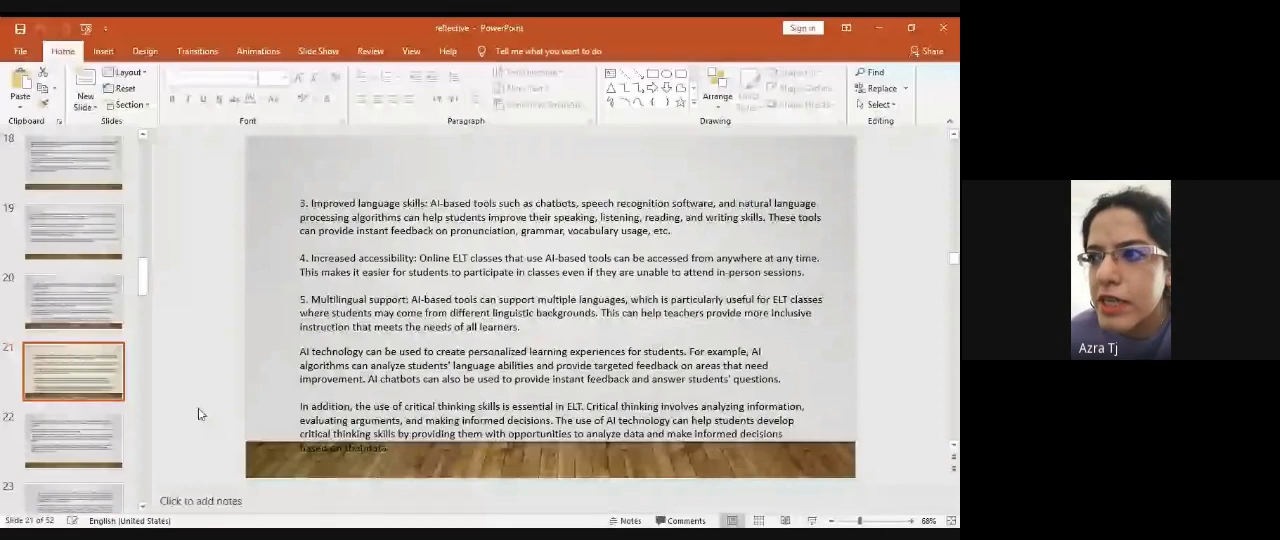 reflective - PowerPoint
Sign in
File Home Insert Design Transitions Animations Slide Show Review View Help Tell me what you want to do Share
Paste
New Slide
Layout
Reset
Section
Arrange
Find
Replace
Select
Clipboard Slides Font Paragraph Drawing Editing
18
19
20
21
22
23
3. Improved language skills: AI-based tools such as chatbots, speech recognition software, and natural language
processing algorithms can help students improve their speaking, listening, reading, and writing skills. These tools
can provide instant feedback on pronunciation, grammar, vocabulary usage, etc.
4. Increased accessibility: Online ELT classes that use AI-based tools can be accessed from anywhere at any time.
This makes it easier for students to participate in classes even if they are unable to attend in-person sessions.
5. Multilingual support: AI-based tools can support multiple languages, which is particularly useful for ELT classes
where students may come from different linguistic backgrounds. This can help teachers provide more inclusive
instruction that meets the needs of all learners.
AI technology can be used to create personalized learning experiences for students. For example, AI
algorithms can analyze students' language abilities and provide targeted feedback on areas that need
improvement. AI chatbots can also be used to provide instant feedback and answer students' questions.
In addition, the use of critical thinking skills is essential in ELT. Critical thinking involves analyzing information,
evaluating arguments, and making informed decisions. The use of AI technology can help students develop
critical thinking skills by providing them with opportunities to analyze data and make informed decisions
based on that data.
Click to add notes
Slide 21 of 52 English (United States) Notes Comments 68%
Azra Tj